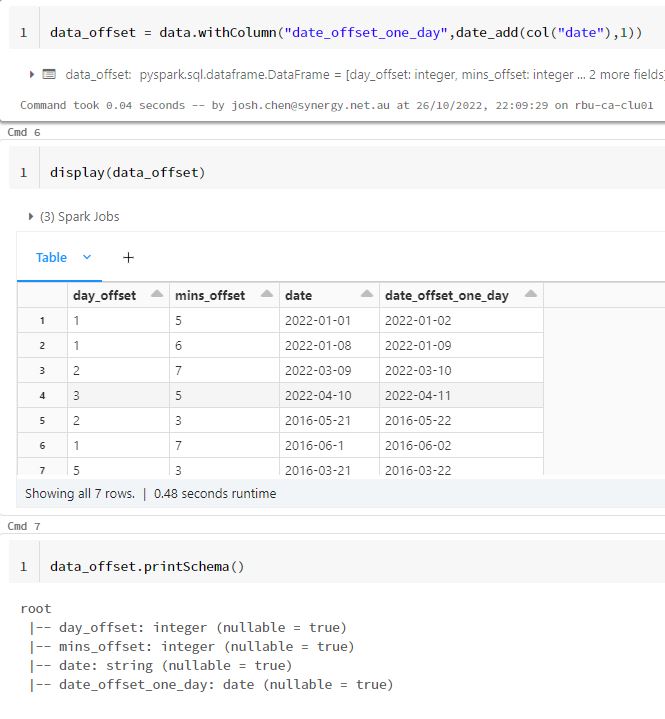 1 data_offset = data.withColumn("date_offset_one_day",date_add(col("date"),1))
data_offset: pyspark.sql.dataframe.DataFrame = [day_offset: integer, mins_offset: integer ... 2 more fields]
Command took 0.04 seconds -- by josh.chen@synergy.net.au at 26/10/2022, 22:09:29 on rbu-ca-clu01
Cmd 6
1 display(data_offset)
(3) Spark Jobs
Table +
day_offset mins_offset date date_offset_one_day
1 1 5 2022-01-01 2022-01-02
2 1 6 2022-01-08 2022-01-09
3 2 7 2022-03-09 2022-03-10
4 3 5 2022-04-10 2022-04-11
5 2 3 2016-05-21 2016-05-22
6 1 7 2016-06-1 2016-06-02
7 5 3 2016-03-21 2016-03-22
Showing all 7 rows. | 0.48 seconds runtime
Cmd 7
1 data_offset.printSchema()
root
|-- day_offset: integer (nullable = true)
|-- mins_offset: integer (nullable = true)
|-- date: string (nullable = true)
|-- date_offset_one_day: date (nullable = true)